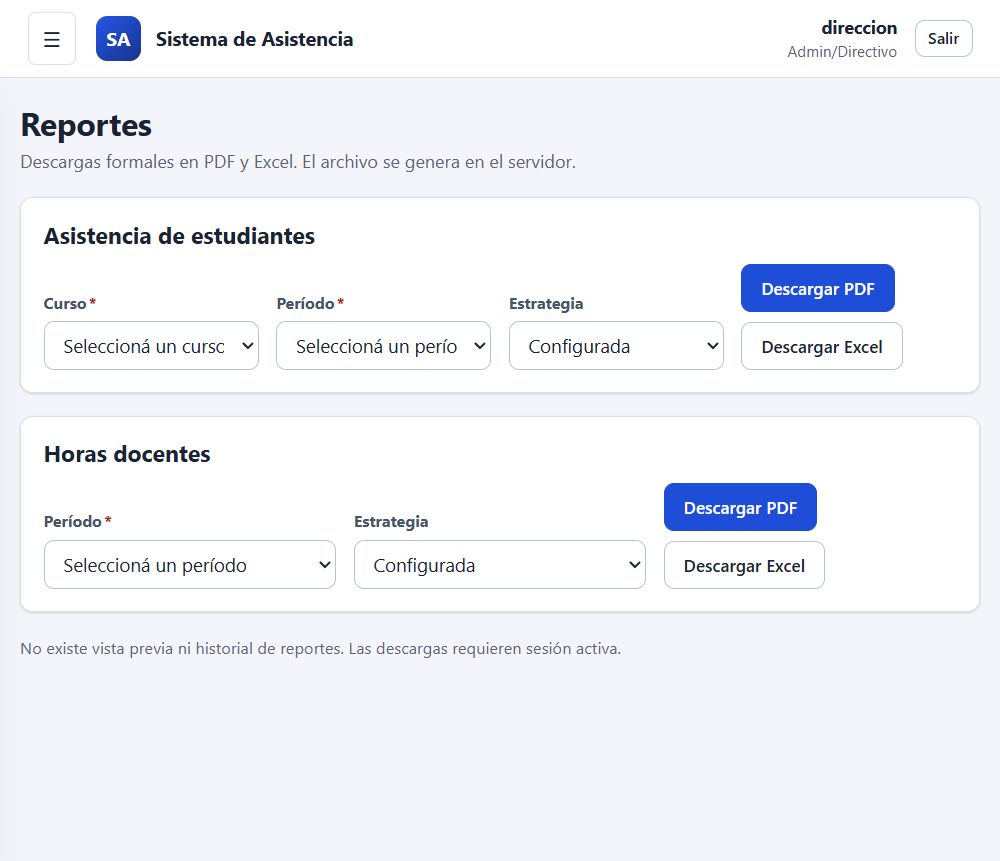 ☰
SA
Sistema de Asistencia
direccion
Admin/Directivo
Salir
Reportes
Descargas formales en PDF y Excel. El archivo se genera en el servidor.
Asistencia de estudiantes
Curso *
Período *
Estrategia
Seleccioná un curso
Seleccioná un perío
Configurada
Descargar PDF
Descargar Excel
Horas docentes
Período *
Estrategia
Seleccioná un período
Configurada
Descargar PDF
Descargar Excel
No existe vista previa ni historial de reportes. Las descargas requieren sesión activa.